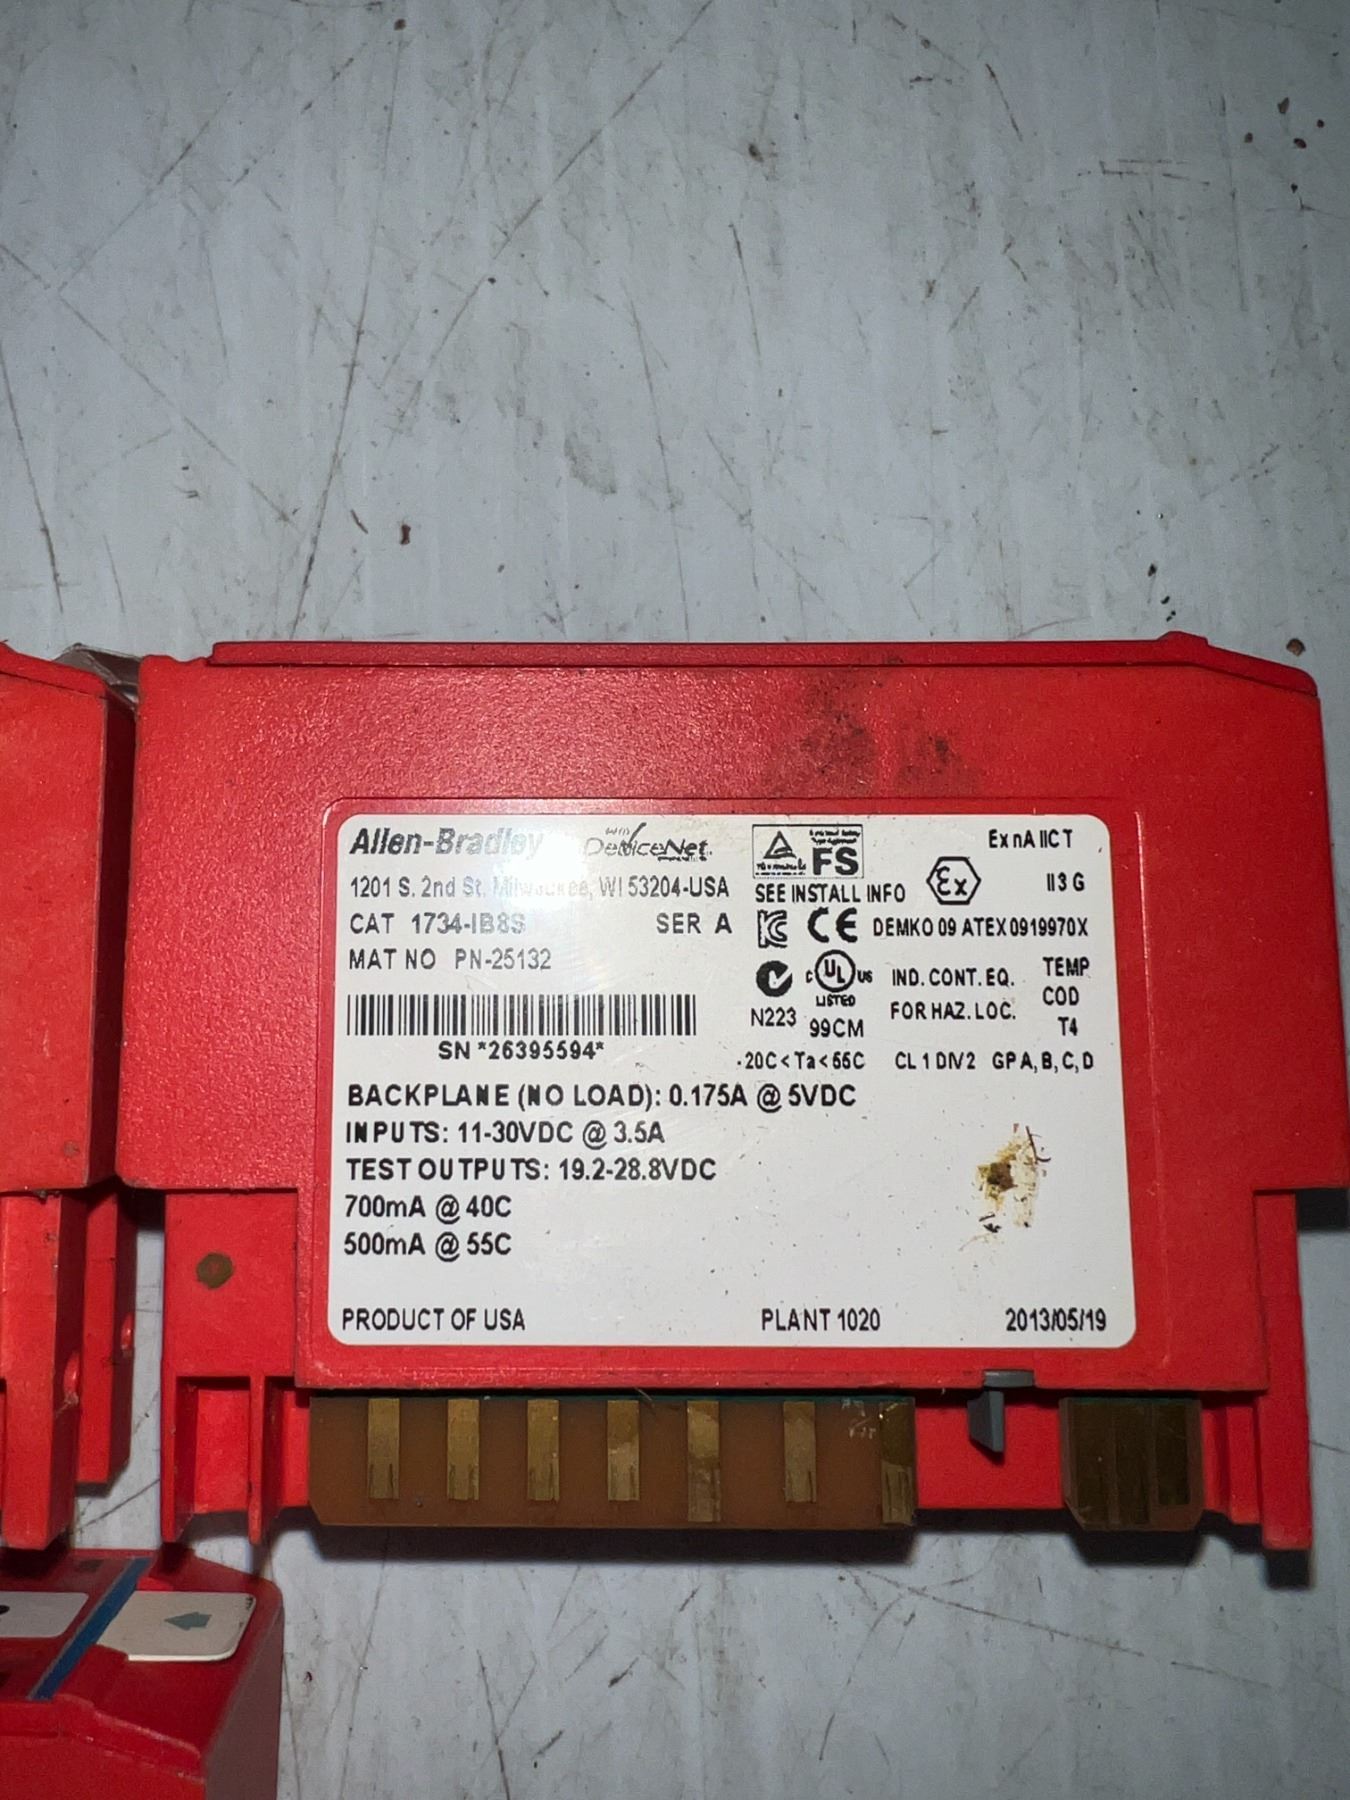 Allen-Bradley
DeviceNet
1201 S. 2nd St. Milwaukee, WI 53204-USA
CAT 1734-IB8S SER A
MAT NO PN-25132
SN *26395594*
FS
SEE INSTALL INFO
Ex nA IIC T
Ex
II 3 G
CE DEMKO 09 ATEX 0919970X
N223
C UL US
LISTED
99CM
IND. CONT. EQ.
FOR HAZ. LOC.
TEMP
COD
T4
-20C < Ta < 55C CL 1 DIV 2 GP A, B, C, D
BACKPLANE (NO LOAD): 0.175A @ 5VDC
INPUTS: 11-30VDC @ 3.5A
TEST OUTPUTS: 19.2-28.8VDC
700mA @ 40C
500mA @ 55C
PRODUCT OF USA PLANT 1020 2013/05/19